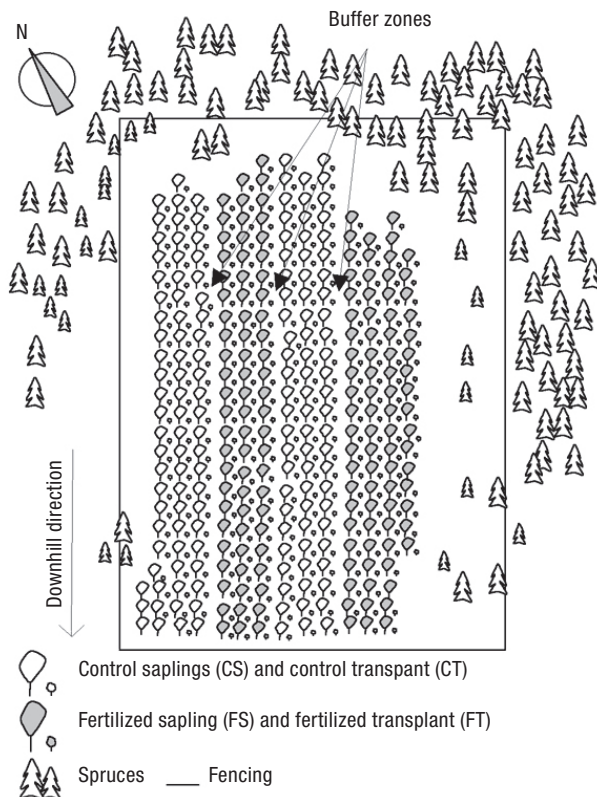 Buffer zones
N
Downhill direction
Control saplings (CS) and control transpant (CT)
Fertilized sapling (FS) and fertilized transplant (FT)
Spruces Fencing